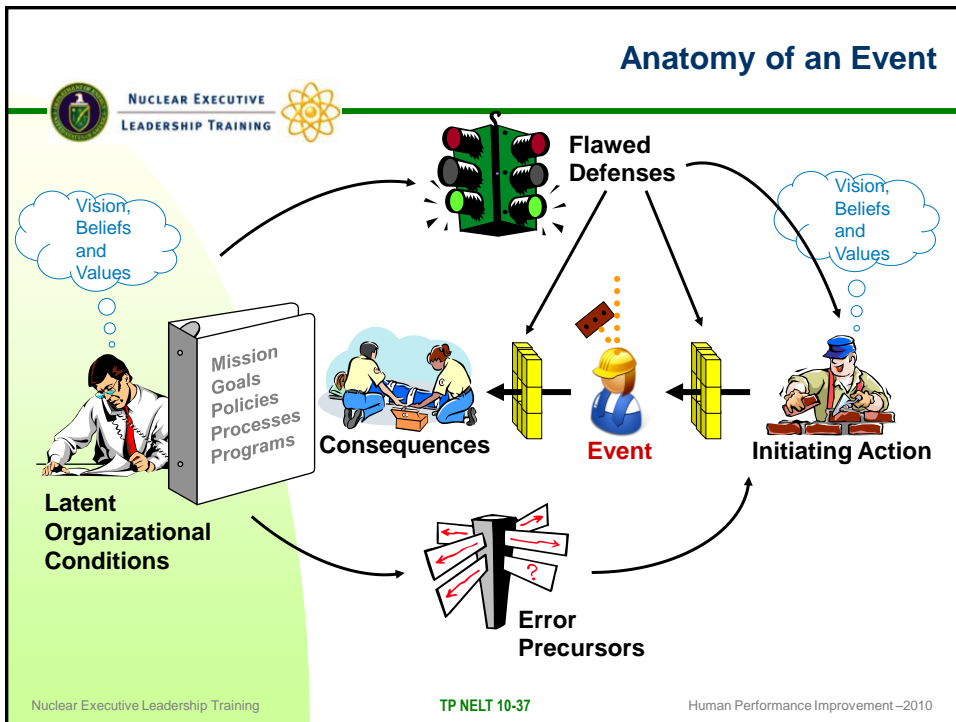 Anatomy of an Event
NUCLEAR EXECUTIVE
LEADERSHIP TRAINING
Flawed
Defenses
Vision,
Beliefs
and
Values
Vision,
Beliefs
and
Values
Mission
Goals
Policies
Processes
Programs
Consequences
Event
Initiating Action
Latent
Organizational
Conditions
?
Error
Precursors
Nuclear Executive Leadership Training
TP NELT 10-37
Human Performance Improvement –2010